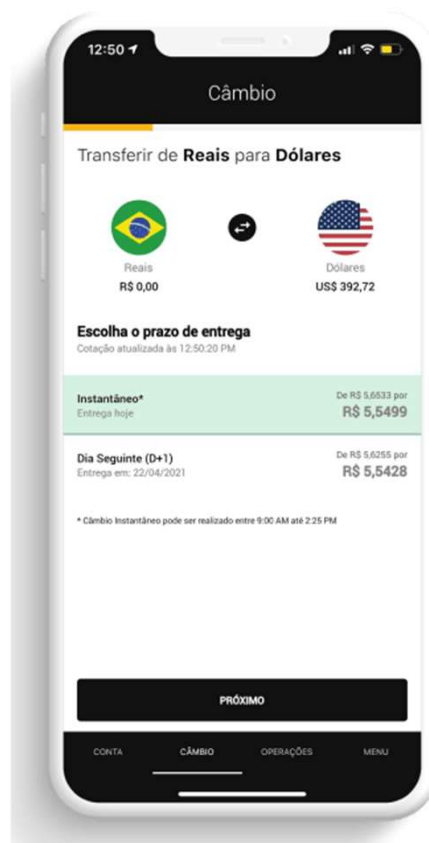 12:50
Câmbio
Transferir de Reais para Dólares
Reais
R$ 0,00
Dólares
US$ 392,72
Escolha o prazo de entrega
Cotação atualizada às 12:50:20 PM
Instantâneo*
Entrega hoje
De R$ 5,6533 por
R$ 5,5499
Dia Seguinte (D+1)
Entrega em: 22/04/2021
De R$ 5,6255 por
R$ 5,5428
* Câmbio Instantâneo pode ser realizado entre 9:00 AM até 2:25 PM
PRÓXIMO
CONTA
CÂMBIO
OPERAÇÕES
MENU